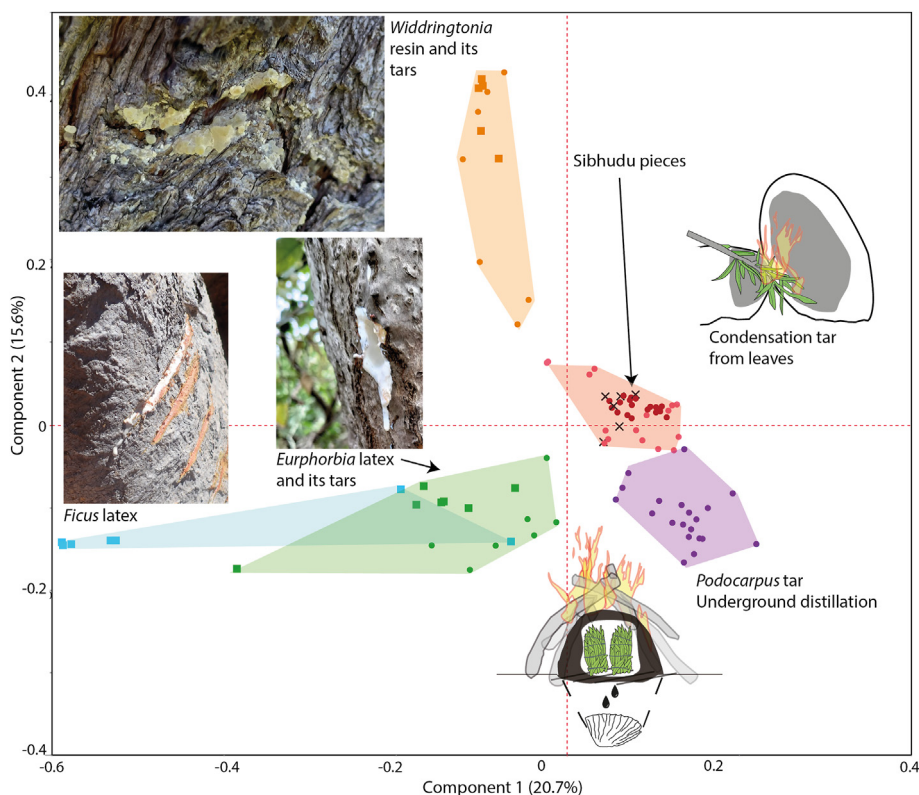 Widdringtonia
resin and its
tars
Sibhudu pieces
Condensation tar
from leaves
Eurphorbia latex
and its tars
Ficus latex
Podocarpus tar
Underground distillation
Component 2 (15.6%)
0.4
0.2
0
-0.2
-0.4
-0.6
-0.4
-0.2
0
0.2
0.4
Component 1 (20.7%)